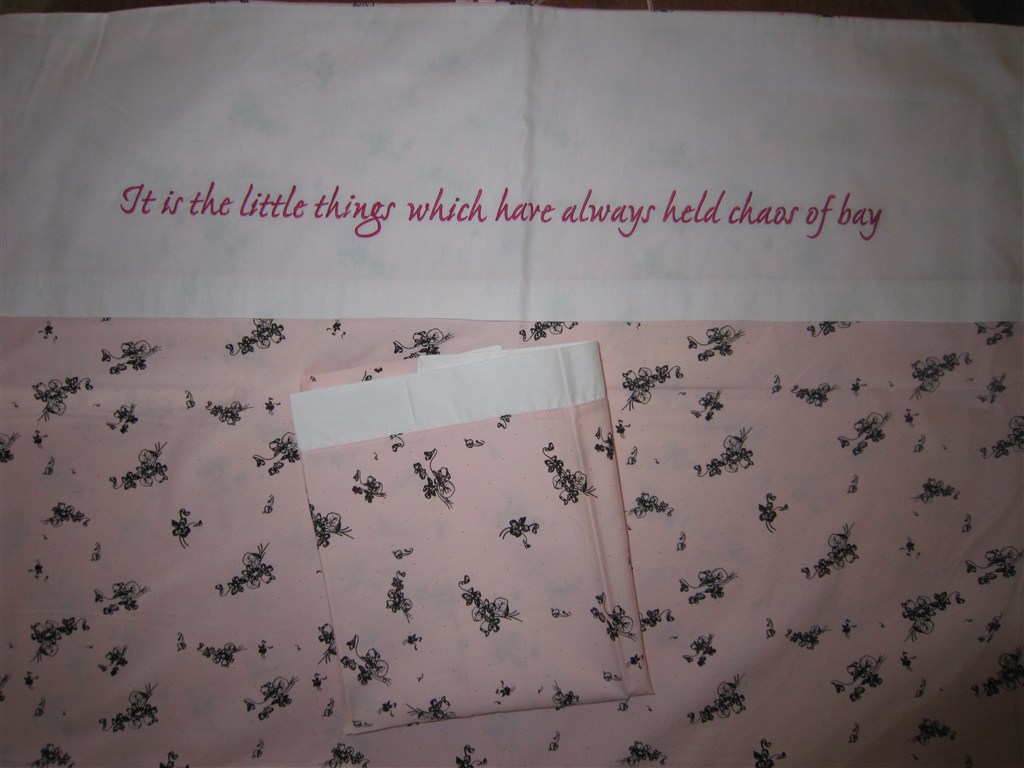 It is the little things which have always held chaos of bay